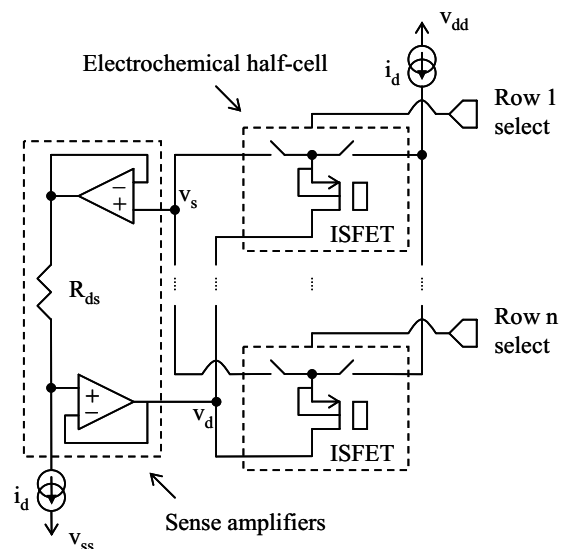 v_dd
Electrochemical half-cell
i_d
Row 1
select
− +
v_s
ISFET
R_ds
Row n
select
+ −
v_d
ISFET
i_d
Sense amplifiers
v_ss